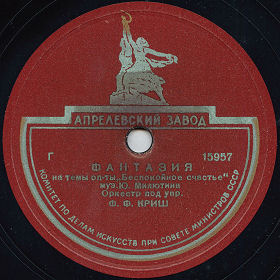 АПРЕЛЕВСКИЙ ЗАВОД
Г 15957
ФАНТАЗИЯ
на темы оп-ты „Беспокойное счастье"
муз. Ю. Милютина
Оркестр под упр.
Ф. Ф. КРИШ
КОМИТЕТ ПО ДЕЛАМ ИСКУССТВ ПРИ СОВЕТЕ МИНИСТРОВ СССР